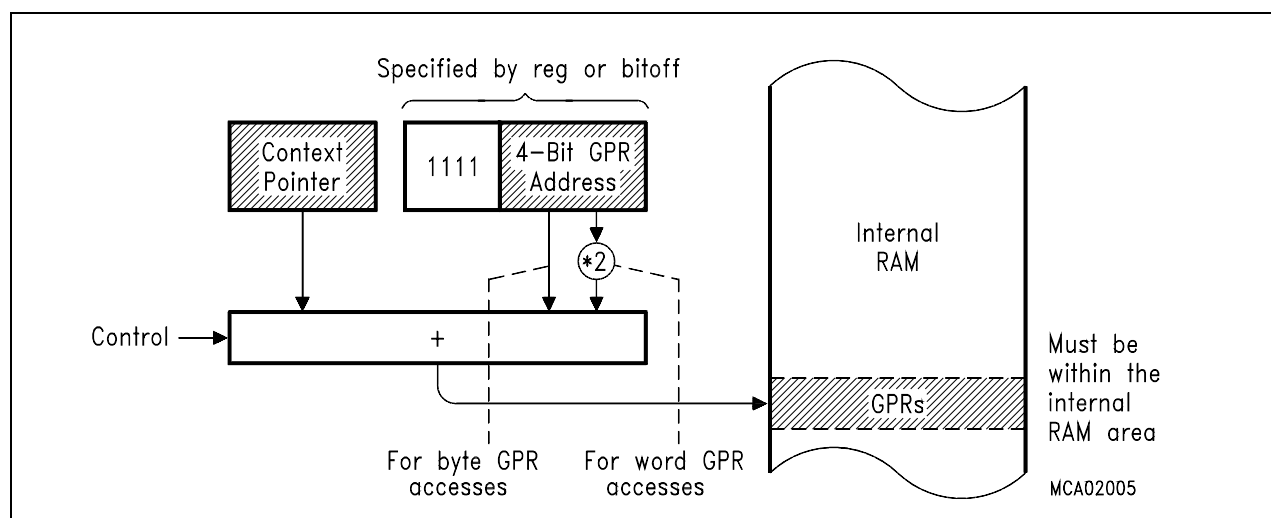 Specified by reg or bitoff
Context
Pointer
1111
4-Bit GPR
Address
*2
Internal
RAM
Control
+
Must be
within the
internal
RAM area
GPRs
For byte GPR
accesses
For word GPR
accesses
MCA02005